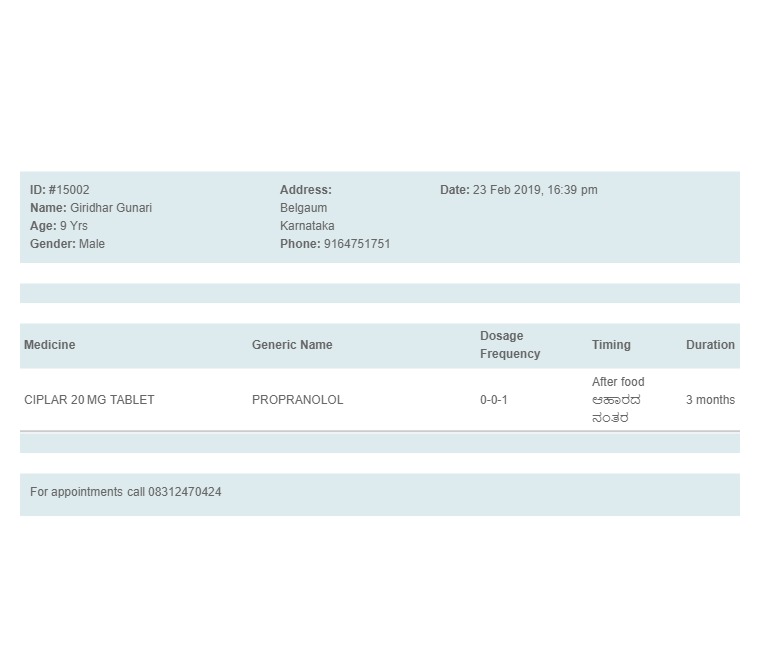 ID: #15002
Name: Giridhar Gunari
Age: 9 Yrs
Gender: Male
Address:
Belgaum
Karnataka
Phone: 9164751751
Date: 23 Feb 2019, 16:39 pm
Medicine Generic Name Dosage Frequency Timing Duration
CIPLAR 20 MG TABLET PROPRANOLOL 0-0-1 After food 3 months
ಆಹಾರದ
ನಂತರ
For appointments call 08312470424